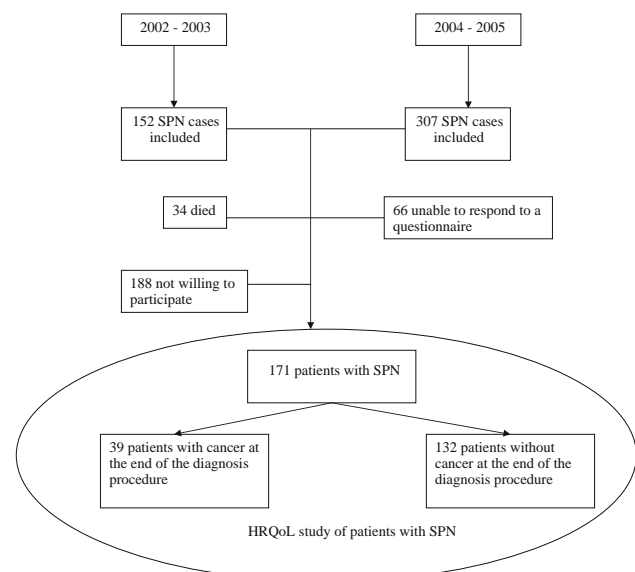 2002 - 2003
2004 - 2005
152 SPN cases
included
307 SPN cases
included
34 died
66 unable to respond to a
questionnaire
188 not willing to
participate
171 patients with SPN
39 patients with cancer at
the end of the diagnosis
procedure
132 patients without
cancer at the end of the
diagnosis procedure
HRQoL study of patients with SPN